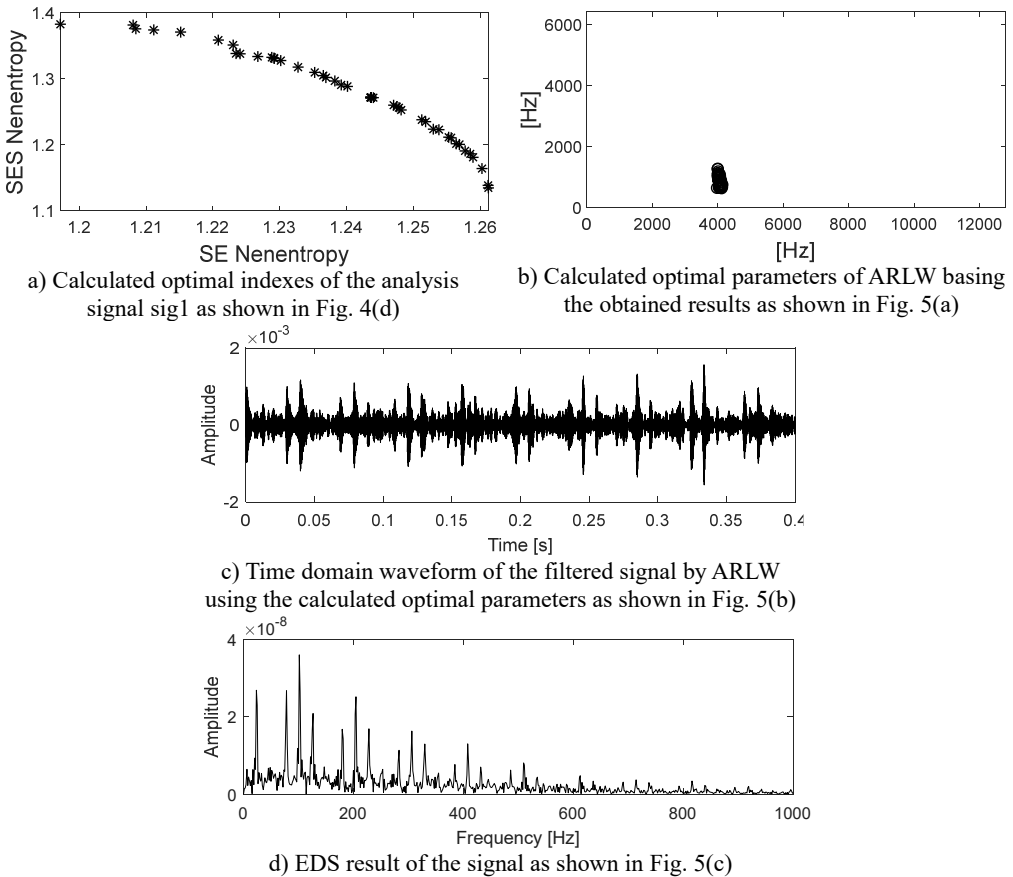 1.4
1.3
1.2
1.1
SES Nenentropy
1.2 1.21 1.22 1.23 1.24 1.25 1.26
SE Nenentropy
a) Calculated optimal indexes of the analysis
signal sig1 as shown in Fig. 4(d)
6000
4000
2000
0
[Hz]
0 2000 4000 6000 8000 10000 12000
[Hz]
b) Calculated optimal parameters of ARLW basing
the obtained results as shown in Fig. 5(a)
×10-3
2
0
-2
Amplitude
0 0.05 0.1 0.15 0.2 0.25 0.3 0.35 0.4
Time [s]
c) Time domain waveform of the filtered signal by ARLW
using the calculated optimal parameters as shown in Fig. 5(b)
×10-8
4
2
0
Amplitude
0 200 400 600 800 1000
Frequency [Hz]
d) EDS result of the signal as shown in Fig. 5(c)